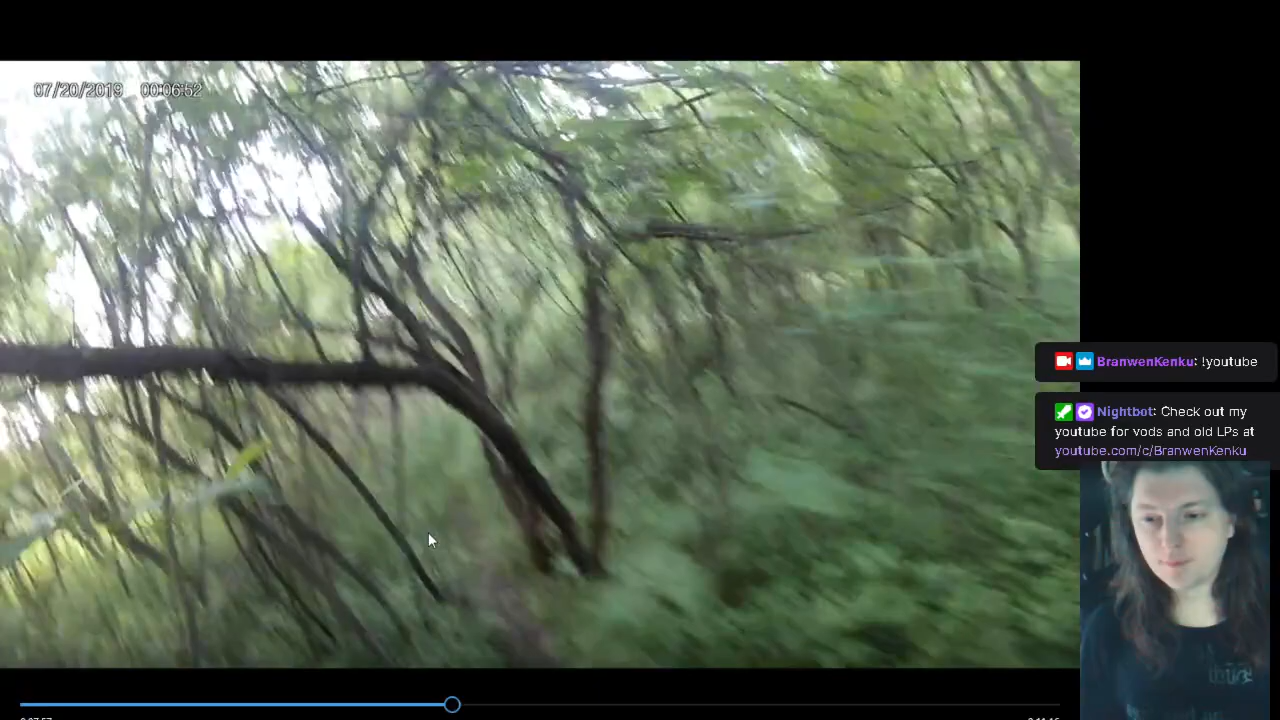 07/20/2019 00:06:52
BranwenKenku: !youtube
Nightbot: Check out my
youtube for vods and old LPs at
youtube.com/c/BranwenKenku